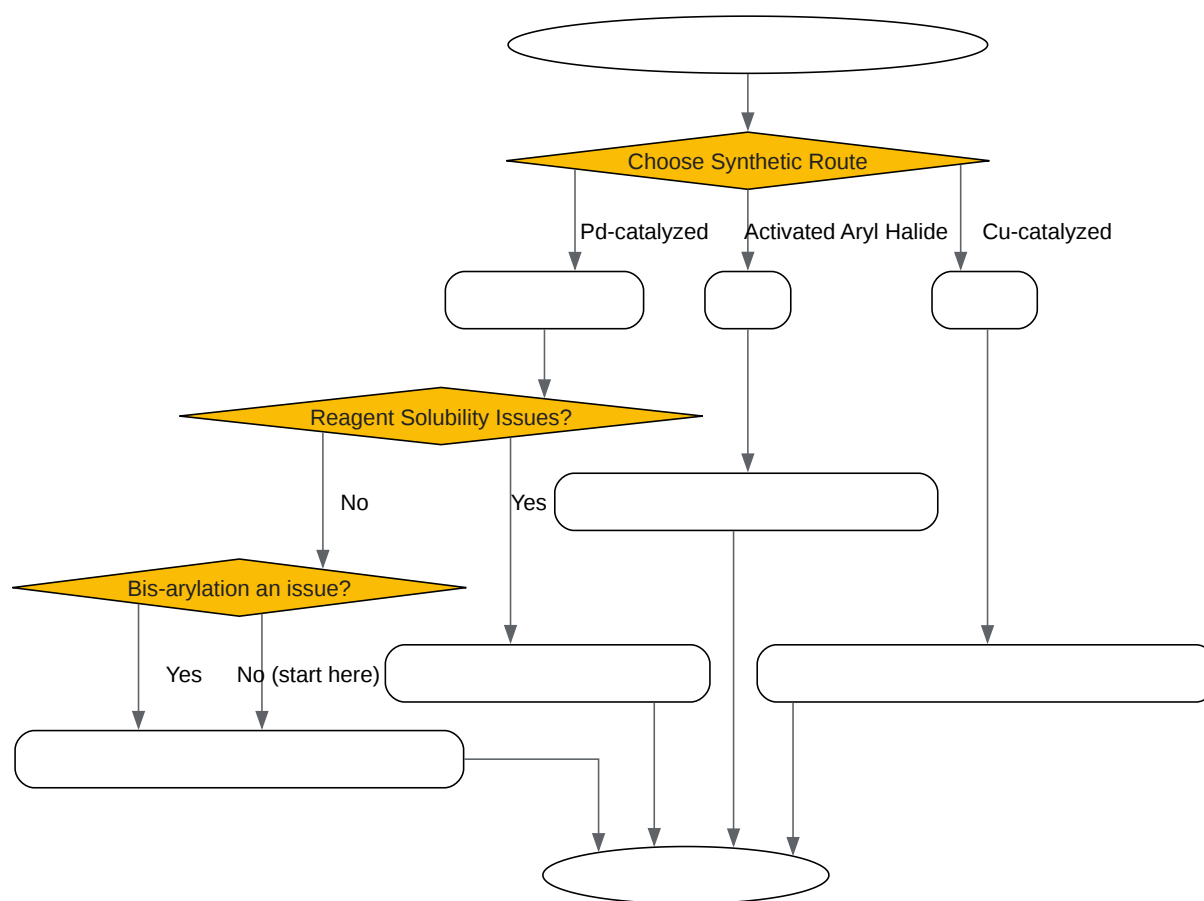 Choose Synthetic Route
Pd-catalyzed
Activated Aryl Halide
Cu-catalyzed
Reagent Solubility Issues?
No
Yes
Bis-arylation an issue?
Yes
No (start here)